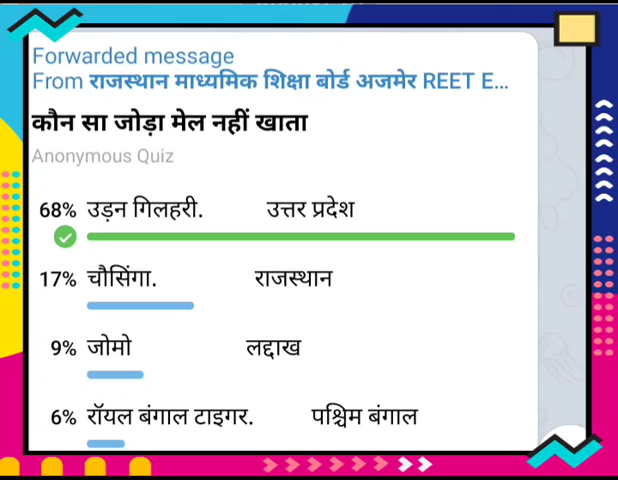 Forwarded message
From राजस्थान माध्यमिक शिक्षा बोर्ड अजमेर REET E...
कौन सा जोड़ा मेल नहीं खाता
Anonymous Quiz
68% उड़न गिलहरी. उत्तर प्रदेश
17% चौसिंगा. राजस्थान
9% जोमो लद्दाख
6% रॉयल बंगाल टाइगर. पश्चिम बंगाल